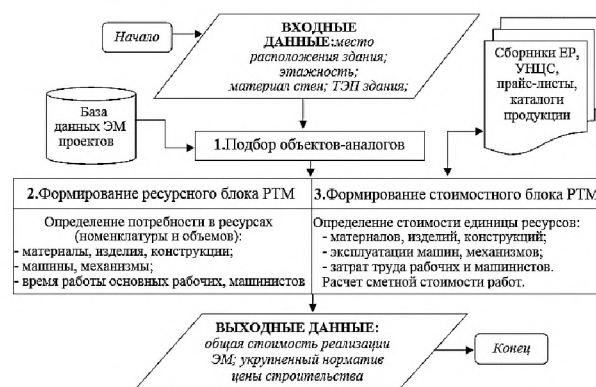 Начало
ВХОДНЫЕ
ДАННЫЕ:место
расположения здания;
этажность;
материал стен; ТЭП здания;
Сборники ЕР,
УНЦС,
прайс-листы,
каталоги
продукции
База
данных ЭМ
проектов
1.Подбор объектов-аналогов
2.Формирование ресурсного блока РТМ
Определение потребности в ресурсах
(номенклатуры и объемов):
- материалы, изделия, конструкции;
- машины, механизмы;
- время работы основных рабочих, машинистов
3.Формирование стоимостного блока РТМ
Определение стоимости единицы ресурсов:
- материалов, изделий, конструкций;
- эксплуатации машин, механизмов;
- затрат труда рабочих и машинистов.
Расчет сметной стоимости работ.
ВЫХОДНЫЕ ДАННЫЕ:
общая стоимость реализации
ЭМ; укрупненный норматив
цены строительства
Конец